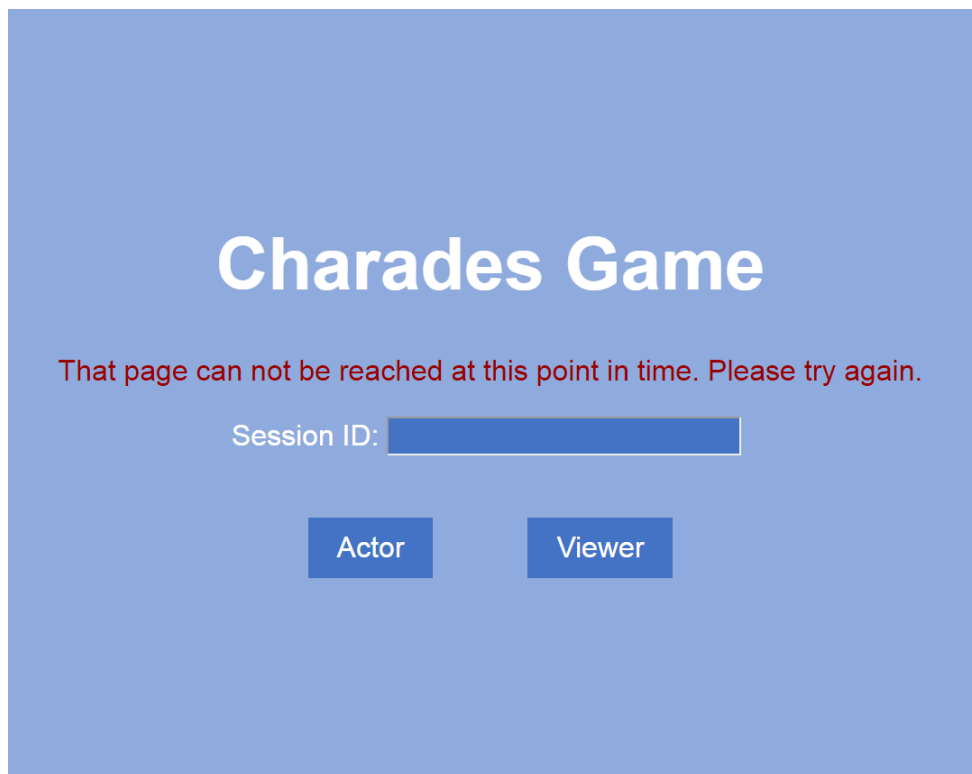 Charades Game
That page can not be reached at this point in time. Please try again.
Session ID:
Actor Viewer